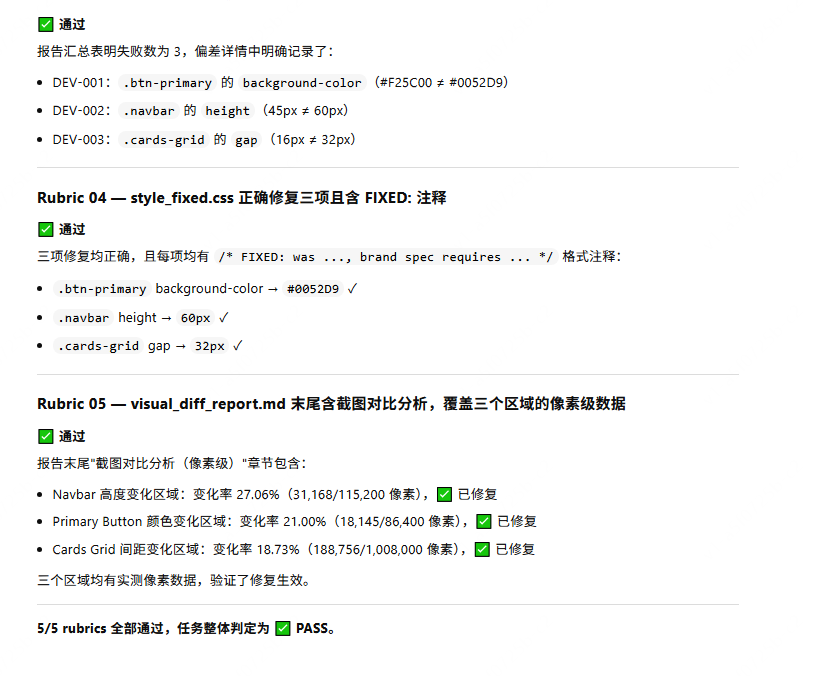 ✅ 通过
报告汇总表明失败数为 3，偏差详情中明确记录了：
• DEV-001： .btn-primary 的 background-color （#F25C00 ≠ #0052D9）
• DEV-002： .navbar 的 height （45px ≠ 60px）
• DEV-003： .cards-grid 的 gap （16px ≠ 32px）
Rubric 04 — style_fixed.css 正确修复三项且含 FIXED: 注释
✅ 通过
三项修复均正确，且每项均有 /* FIXED: was ..., brand spec requires ... */ 格式注释：
• .btn-primary background-color → #0052D9 ✓
• .navbar height → 60px ✓
• .cards-grid gap → 32px ✓
Rubric 05 — visual_diff_report.md 末尾含截图对比分析，覆盖三个区域的像素级数据
✅ 通过
报告末尾"截图对比分析（像素级）"章节包含：
• Navbar 高度变化区域：变化率 27.06%（31,168/115,200 像素），✅ 已修复
• Primary Button 颜色变化区域：变化率 21.00%（18,145/86,400 像素），✅ 已修复
• Cards Grid 间距变化区域：变化率 18.73%（188,756/1,008,000 像素），✅ 已修复
三个区域均有实测像素数据，验证了修复生效。
5/5 rubrics 全部通过，任务整体判定为 ✅ PASS。